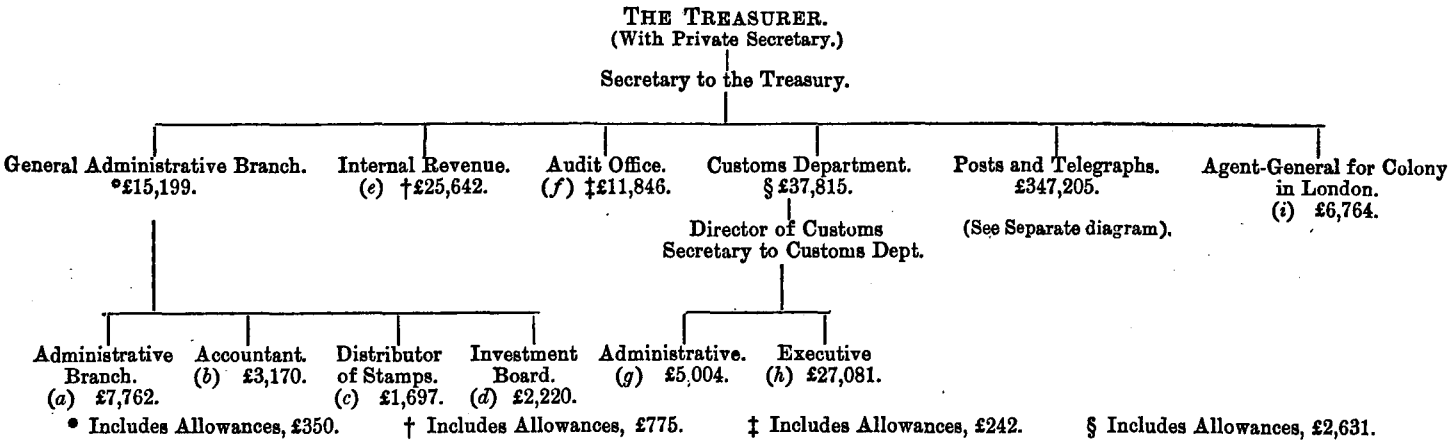 THE TREASURER.
(With Private Secretary.)
Secretary to the Treasury.
General Administrative Branch.
*£15,199.
Internal Revenue.
(e) †£25,642.
Audit Office.
(f) ‡£11,846.
Customs Department.
§ £37,815.
Posts and Telegraphs.
£347,205.
(See Separate diagram).
Agent-General for Colony
in London.
(i) £6,764.
Director of Customs
Secretary to Customs Dept.
Administrative
Branch.
(a) £7,762.
Accountant.
(b) £3,170.
Distributor
of Stamps.
(c) £1,697.
Investment
Board.
(d) £2,220.
Administrative.
(g) £5,004.
Executive
(h) £27,081.
* Includes Allowances, £350. † Includes Allowances, £775. ‡ Includes Allowances, £242. § Includes Allowances, £2,631.